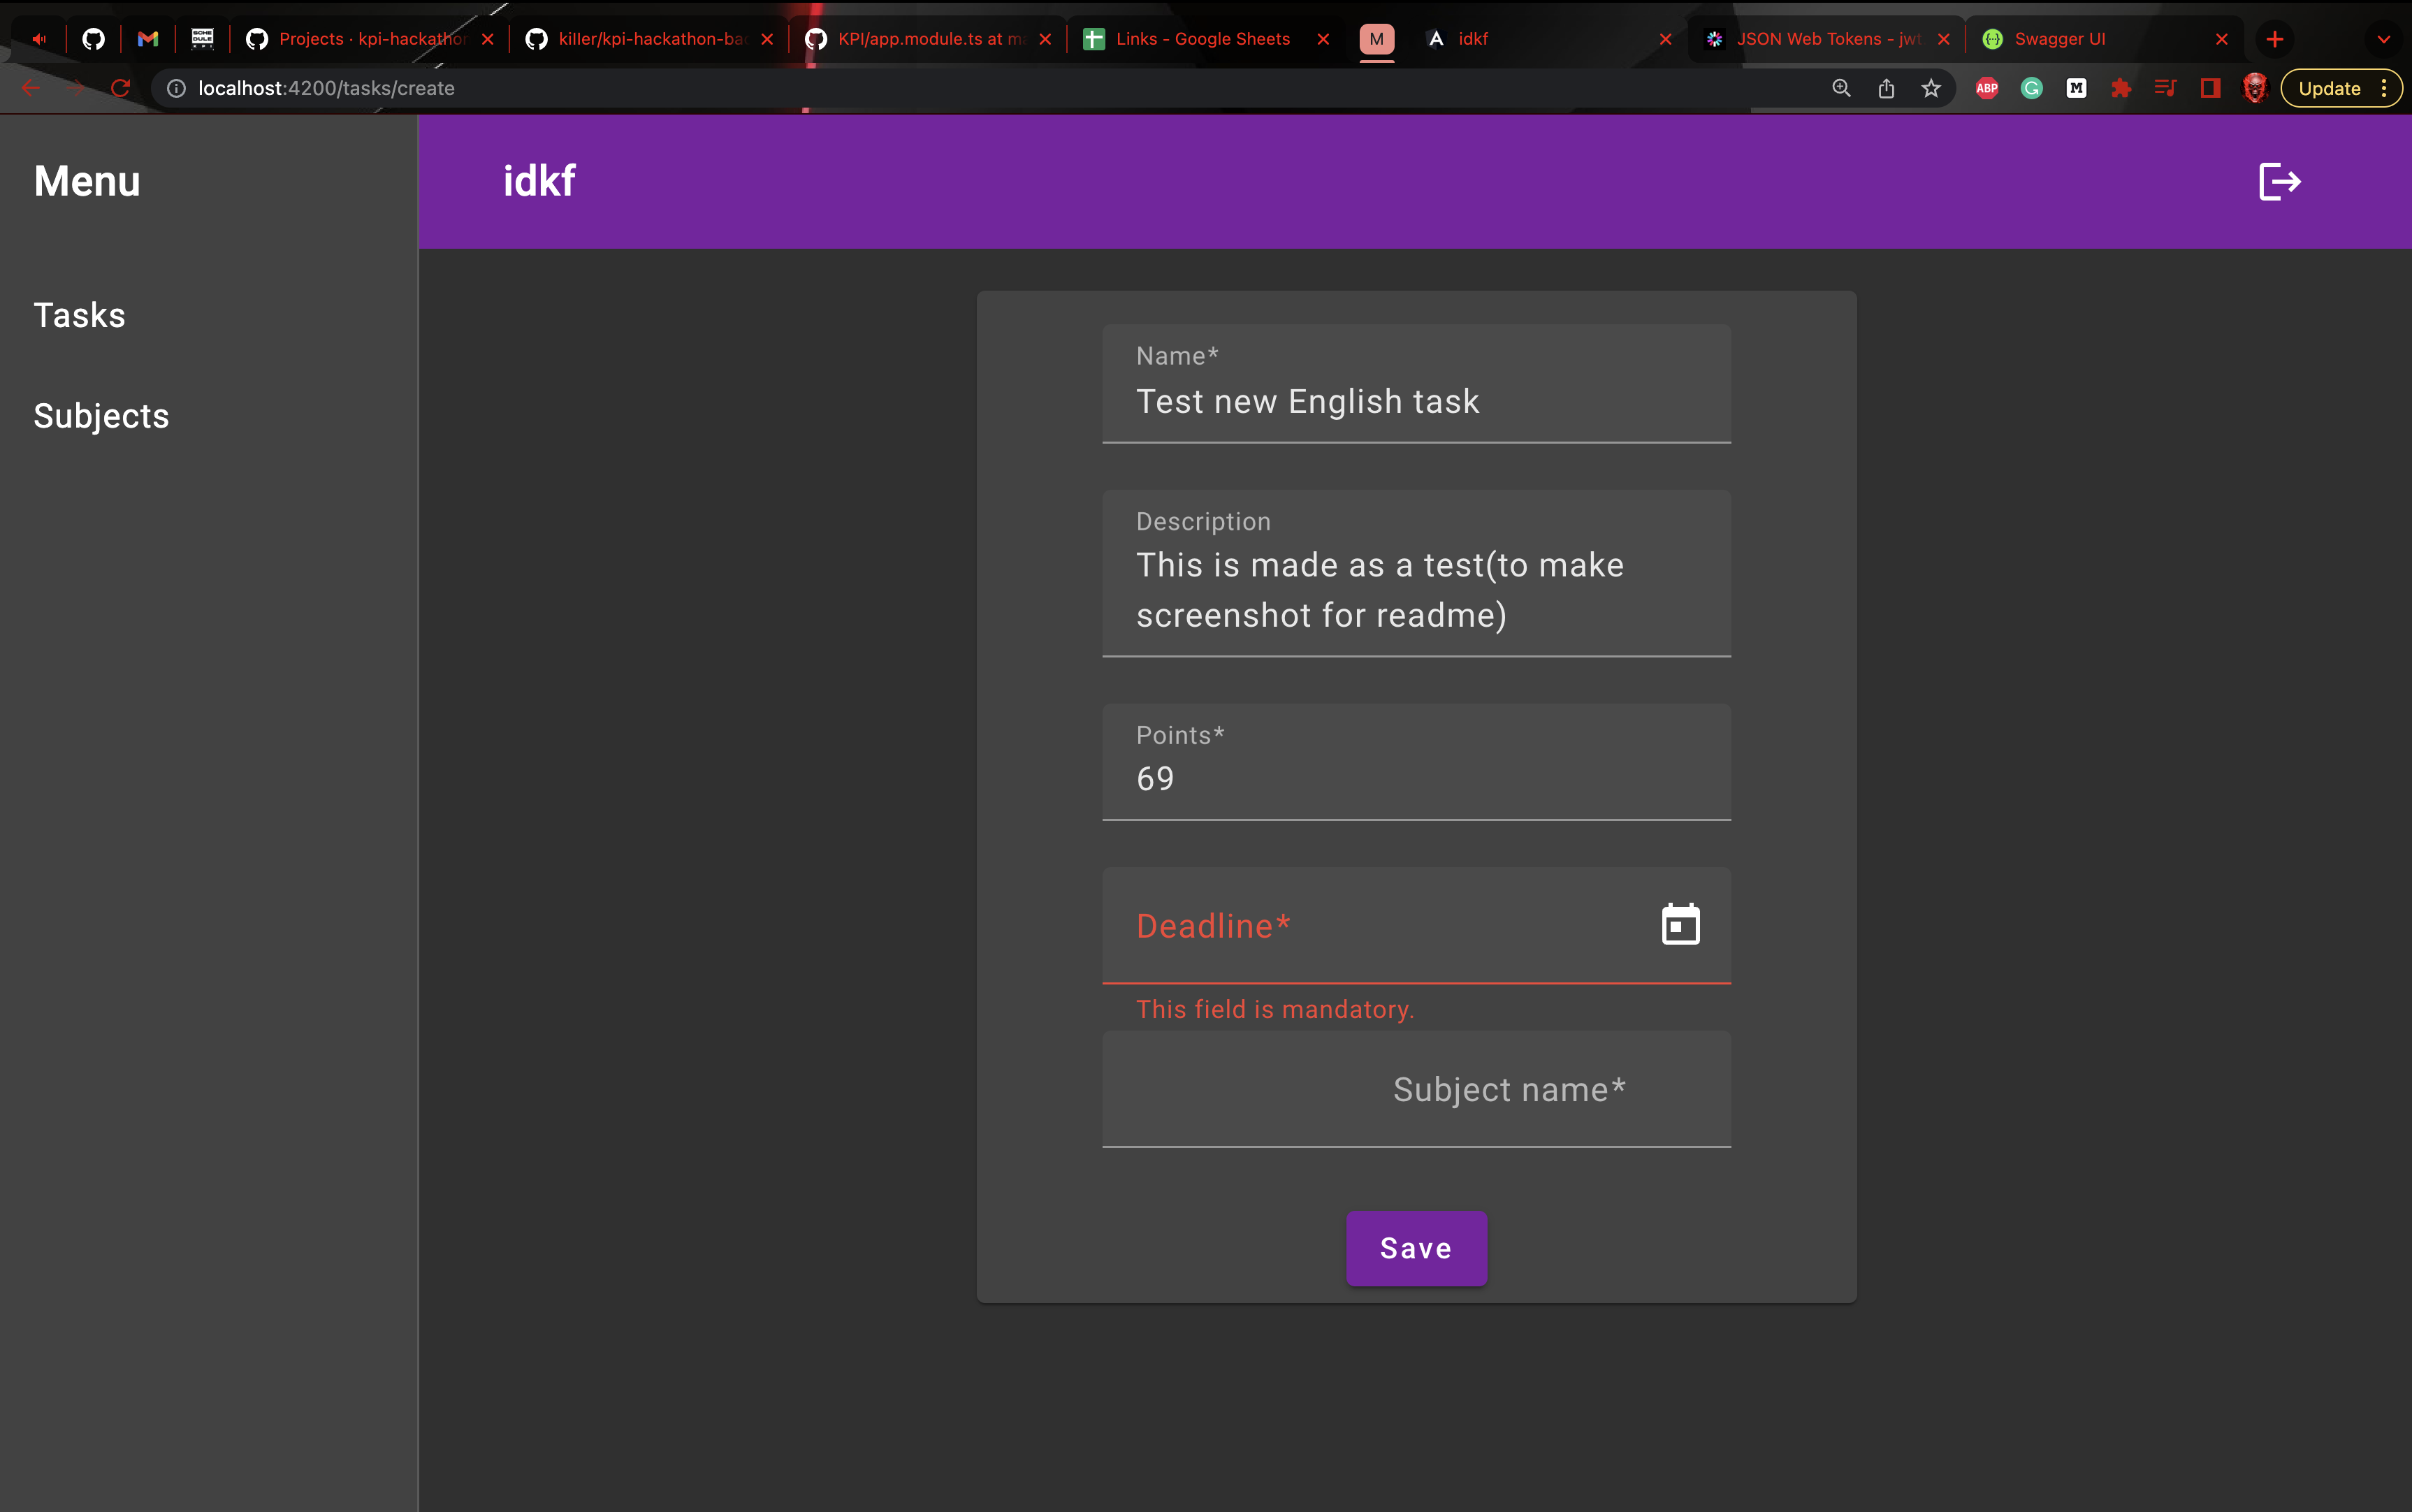 Projects · kpi-hackathon
killer/kpi-hackathon-ba
KPI/app.module.ts at ma
Links - Google Sheets
M
idkf
JSON Web Tokens - jwt
Swagger UI
localhost:4200/tasks/create
ABP
M
Update
Menu
idkf
Tasks
Subjects
Name*
Test new English task
Description
This is made as a test(to make
screenshot for readme)
Points*
69
Deadline*
This field is mandatory.
Subject name*
Save